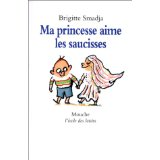 Brigitte Smadja
Ma princesse aime
les saucisses
Mouche
l'école des loisirs